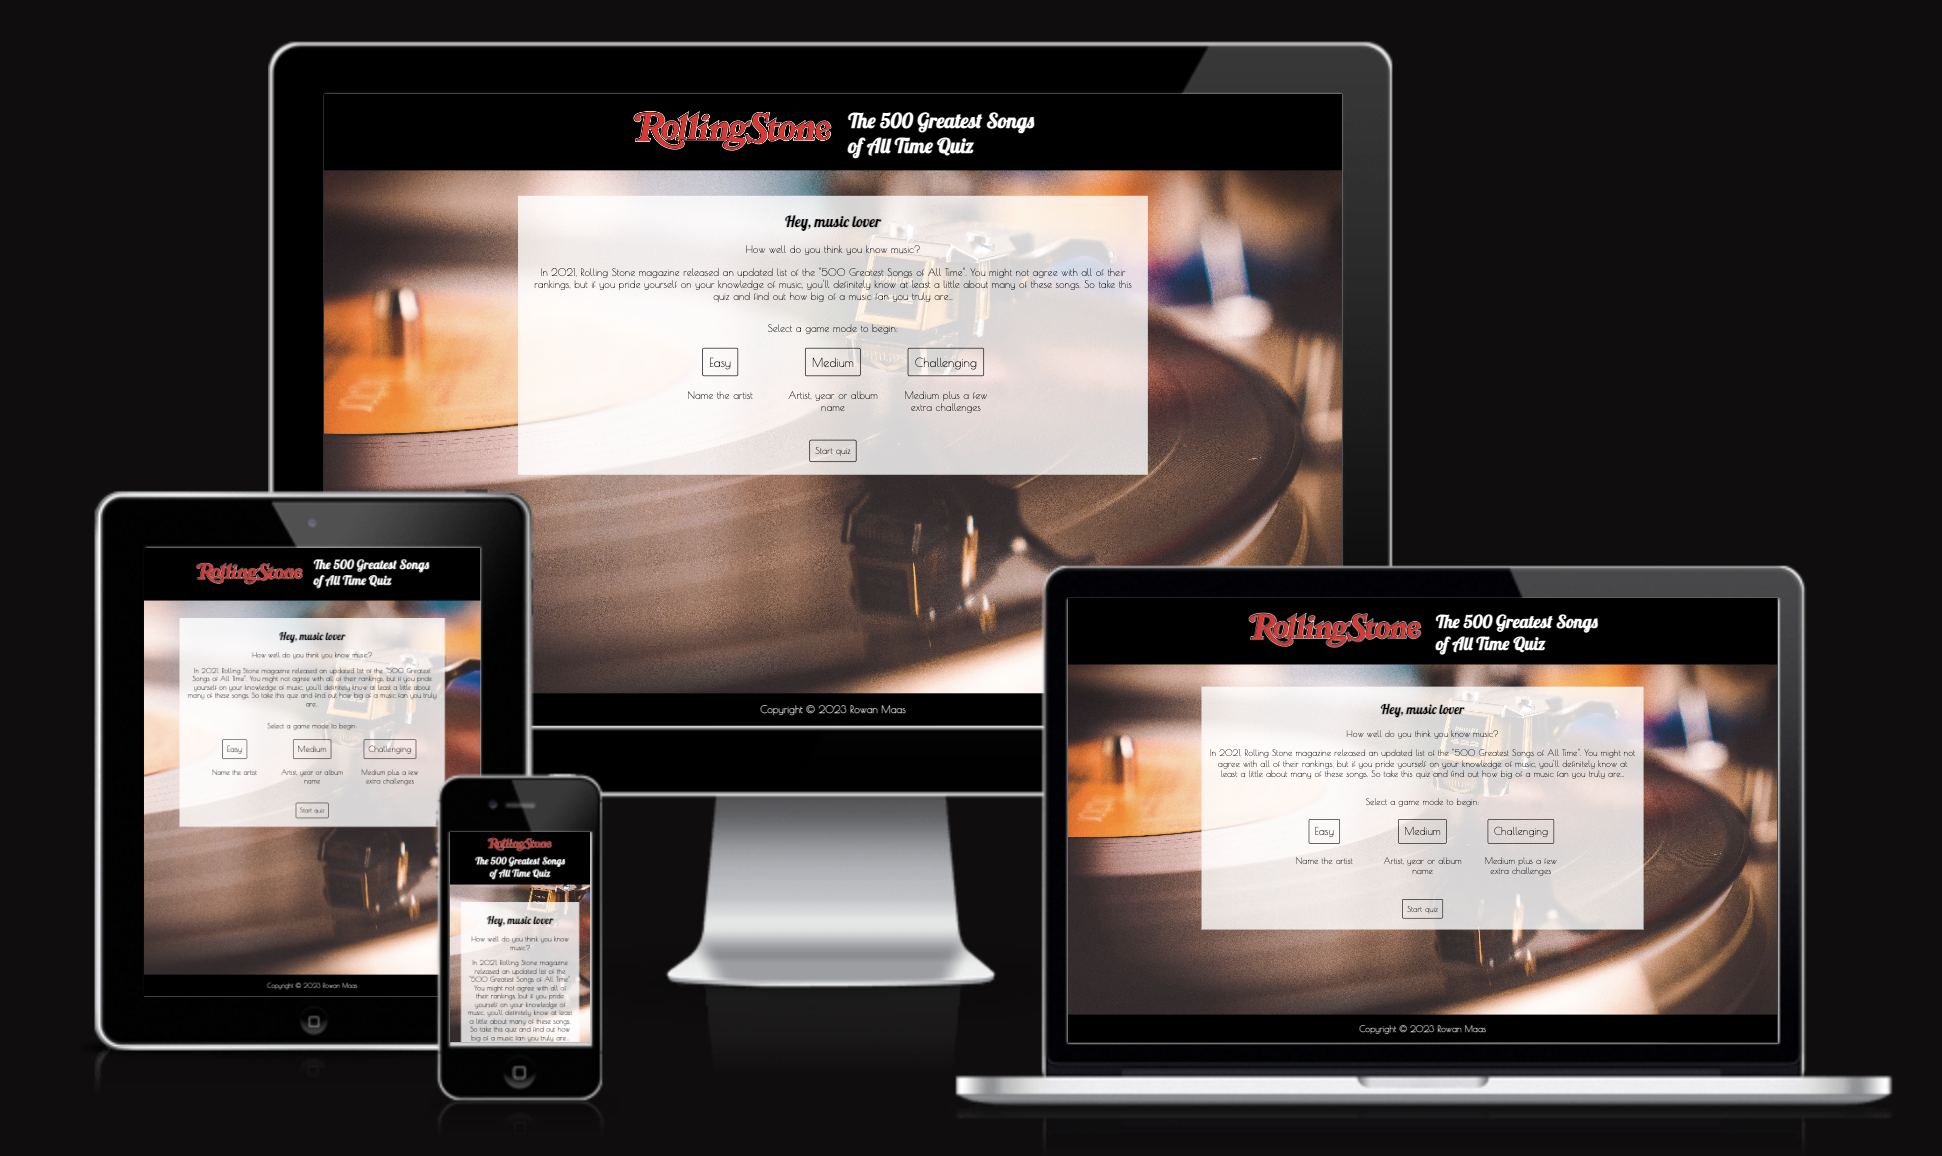 RollingStone
The 500 Greatest Songs
of All Time Quiz
Hey, music lover
How well do you think you know music?
In 2021, Rolling Stone magazine released an updated list of the "500 Greatest Songs of All Time". You might not agree with all of their
rankings, but if you pride yourself on your knowledge of music, you'll definitely know at least a little about many of these songs. So take this
quiz and find out how big of a music fan you truly are...
Select a game mode to begin:
Easy
Medium
Challenging
Name the artist
Artist, year or album
name
Medium plus a few
extra challenges
Start quiz
Copyright © 2023 Rowan Maas
RollingStone
The 500 Greatest Songs
of All Time Quiz
Hey, music lover
How well do you think you know music?
In 2021, Rolling Stone magazine released an updated list of the "500 Greatest
Songs of All Time". You might not agree with all of their rankings, but if you pride
yourself on your knowledge of music, you'll definitely know at least a little about
many of these songs. So take this quiz and find out how big of a music fan you truly
are...
Select a game mode to begin:
Easy
Medium
Challenging
Name the artist
Artist, year or album
name
Medium plus a few
extra challenges
Start quiz
Copyright © 2023 Rowan Maas
RollingStone
The 500 Greatest Songs
of All Time Quiz
Hey, music lover
How well do you think you know
music?
In 2021, Rolling Stone magazine
released an updated list of the
"500 Greatest Songs of All Time".
You might not agree with all of
their rankings, but if you pride
yourself on your knowledge of
music, you'll definitely know at least
a little about many of these songs.
So take this quiz and find out how
big of a music fan you truly are...
RollingStone
The 500 Greatest Songs
of All Time Quiz
Hey, music lover
How well do you think you know music?
In 2021, Rolling Stone magazine released an updated list of the "500 Greatest Songs of All Time". You might not
agree with all of their rankings, but if you pride yourself on your knowledge of music, you'll definitely know at
least a little about many of these songs. So take this quiz and find out how big of a music fan you truly are...
Select a game mode to begin:
Easy
Medium
Challenging
Name the artist
Artist, year or album
name
Medium plus a few
extra challenges
Start quiz
Copyright © 2023 Rowan Maas